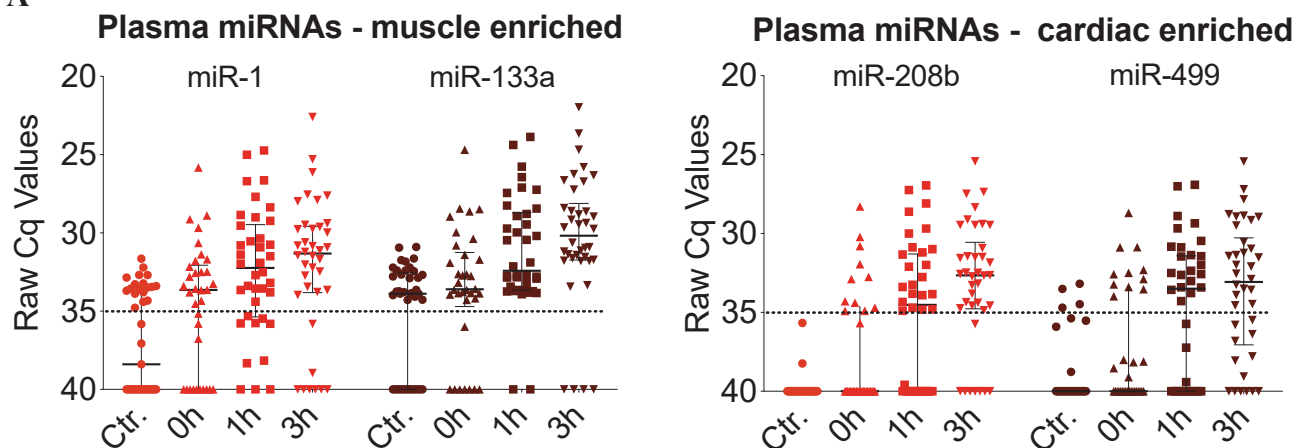 A
Plasma miRNAs - muscle enriched
miR-1 miR-133a
Raw Cq Values
20
25
30
35
40
Ctr. 0h 1h 3h Ctr. 0h 1h 3h
Plasma miRNAs - cardiac enriched
miR-208b miR-499
Raw Cq Values
20
25
30
35
40
Ctr. 0h 1h 3h Ctr. 0h 1h 3h